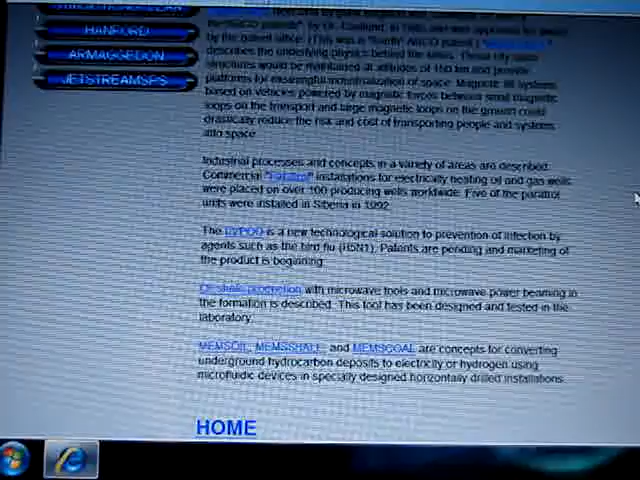 HANFORD
ARMAGGEDON
JETSTREAMSPS
by the patent office. (This was a
describes the underlying physics behind the ideas.
structures would be maintained at altitudes of 150 km and provide
platforms for meaningful industrialization of space. Magnetic lift systems
based on vehicles powered by magnetic forces between small magnetic
loops on the transport and large magnetic loops on the ground could
drastically reduce the risk and cost of transporting people and systems
into space.
Industrial processes and concepts in a variety of areas are described.
Commercial installations for electrically heating oil and gas wells
were placed on over 100 producing wells worldwide. Five of the
units were installed in Siberia in 1992.
The is a new technological solution to prevention of infection by
agents such as the bird flu (H5N1). Patents are pending and marketing of
the product is beginning.
Oil shale production with microwave tools and microwave power beaming in
the formation is described. This tool has been designed and tested in the
laboratory.
MEMSOIL, MEMSSHALE, and MEMSCOAL are concepts for converting
underground hydrocarbon deposits to electricity or hydrogen using
microfluidic devices in specially designed horizontally drilled installations.
HOME